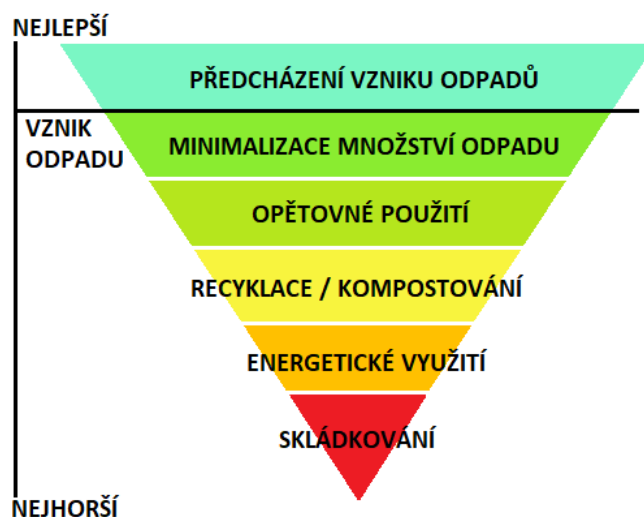 NEJLEPŠÍ
PŘEDCHÁZENÍ VZNIKU ODPADŮ
VZNIK
ODPADU
MINIMALIZACE MNOŽSTVÍ ODPADU
OPĚTOVNÉ POUŽITÍ
RECYKLACE / KOMPOSTOVÁNÍ
ENERGETICKÉ VYUŽITÍ
SKLÁDKOVÁNÍ
NEJHORŠÍ